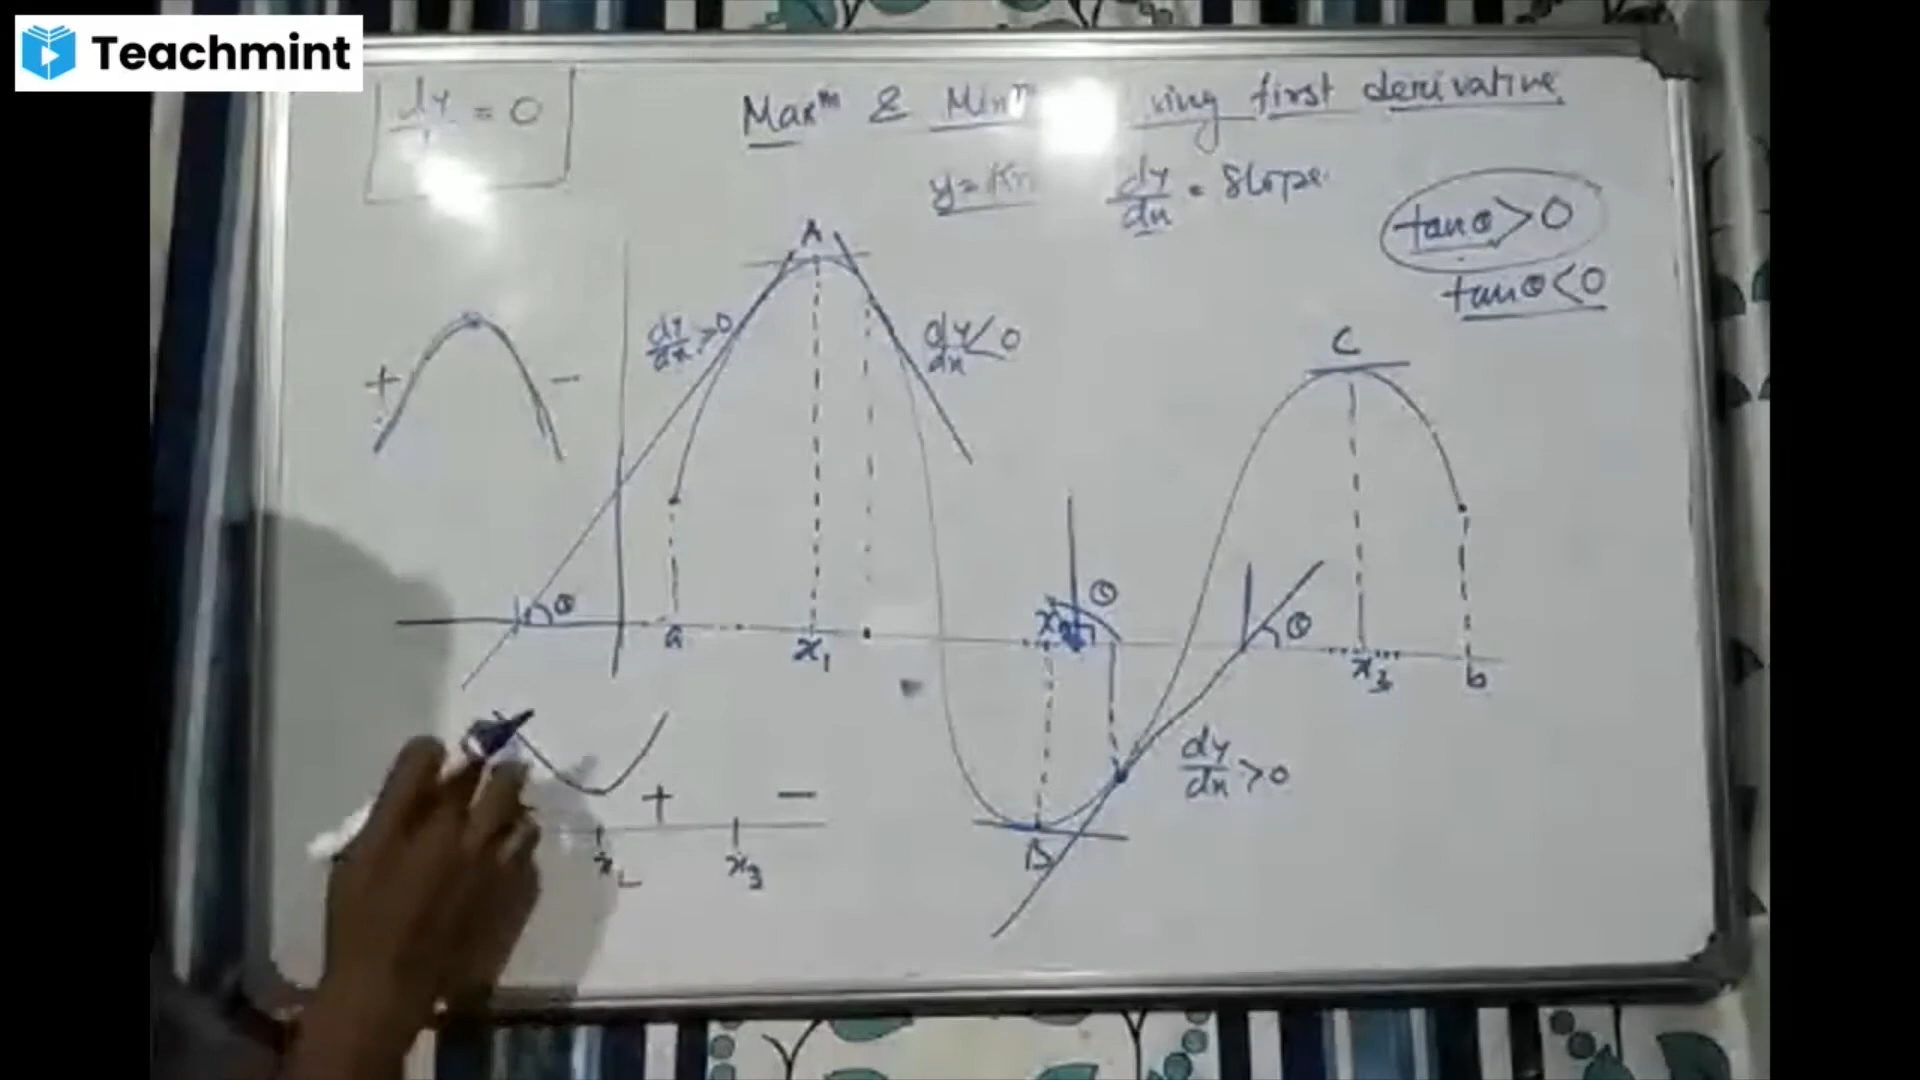 Teachmint
dy = 0
Maxm & Min first derivative
dy/dx = slope
tanθ>0
tanθ<0
A
dy/dx >0
dy/dx < 0
C
+ −
θ
a
x1
θ
θ
x3
b
dy/dx >0
+ −
x2
x3
B